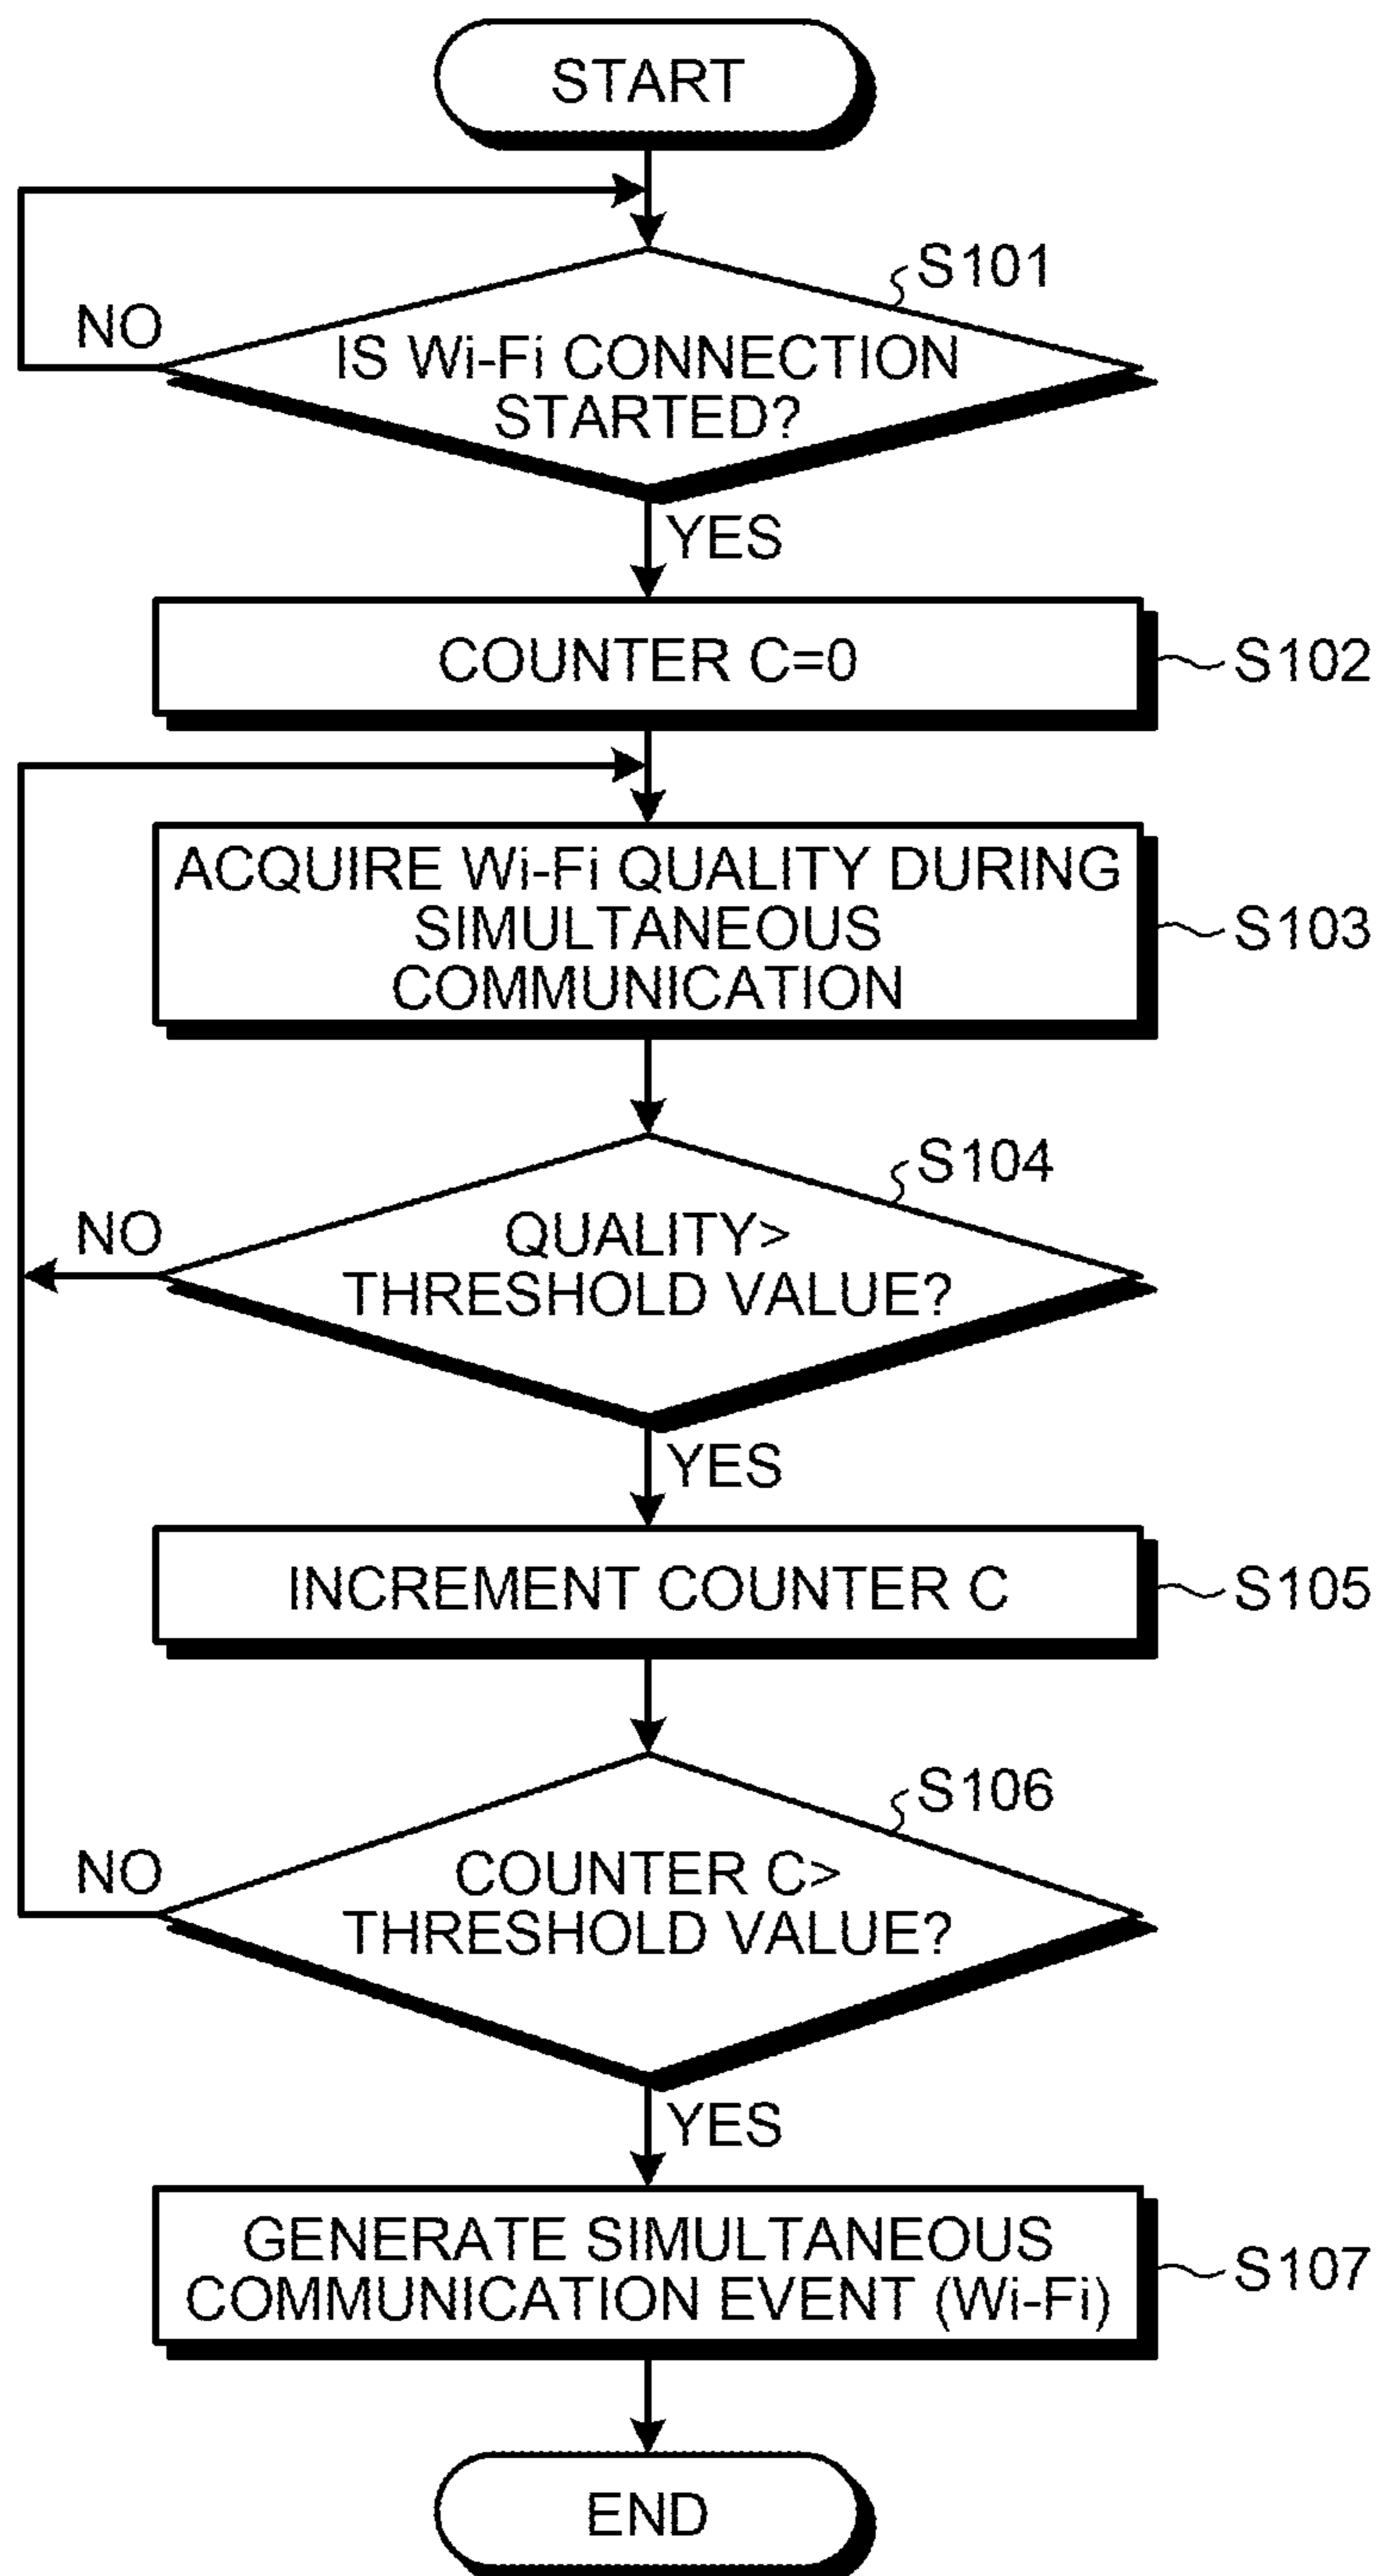 START
S101
NO
IS Wi-Fi CONNECTION
STARTED?
YES
COUNTER C=0
S102
ACQUIRE Wi-Fi QUALITY DURING
SIMULTANEOUS
COMMUNICATION
S103
S104
NO
QUALITY>
THRESHOLD VALUE?
YES
INCREMENT COUNTER C
S105
S106
NO
COUNTER C>
THRESHOLD VALUE?
YES
GENERATE SIMULTANEOUS
COMMUNICATION EVENT (Wi-Fi)
S107
END